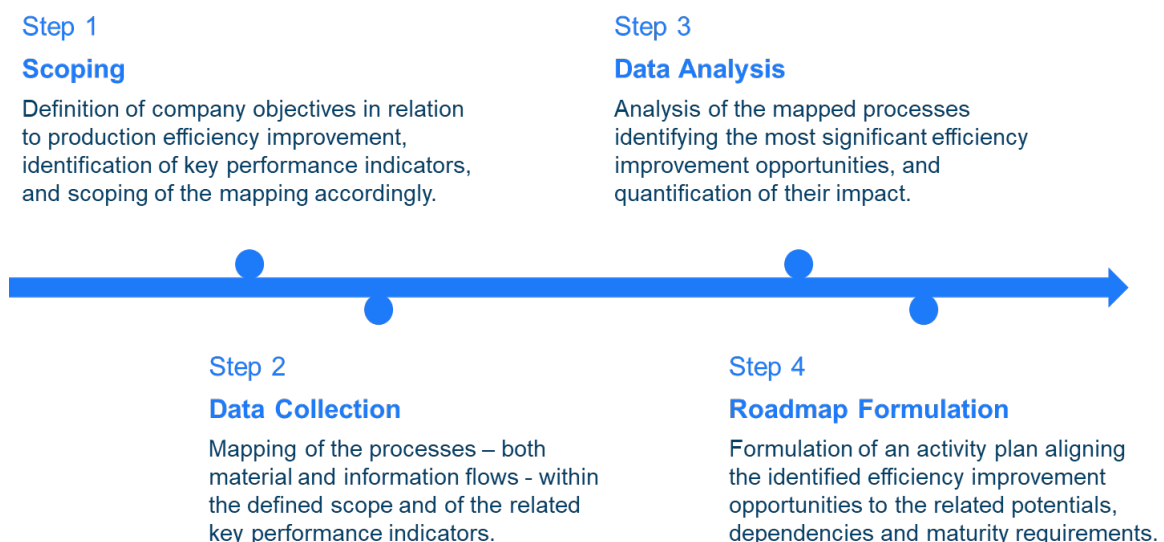 Step 1
Scoping
Definition of company objectives in relation
to production efficiency improvement,
identification of key performance indicators,
and scoping of the mapping accordingly.
Step 3
Data Analysis
Analysis of the mapped processes
identifying the most significant efficiency
improvement opportunities, and
quantification of their impact.
Step 2
Data Collection
Mapping of the processes – both
material and information flows - within
the defined scope and of the related
key performance indicators.
Step 4
Roadmap Formulation
Formulation of an activity plan aligning
the identified efficiency improvement
opportunities to the related potentials,
dependencies and maturity requirements.